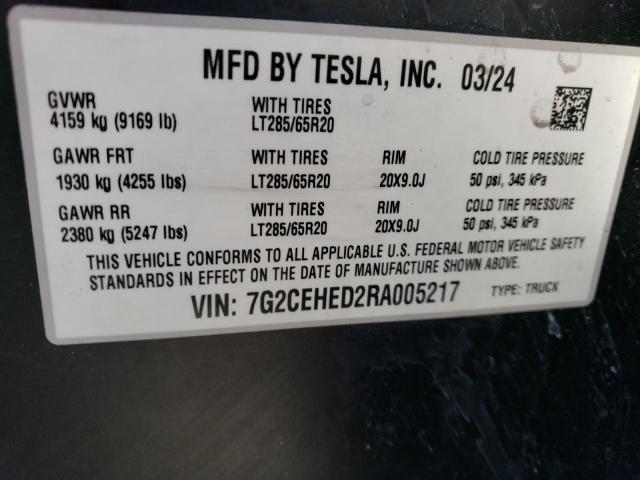 MFD BY TESLA, INC. 03/24
GVWR WITH TIRES
4159 kg (9169 lb) LT285/65R20
GAWR FRT WITH TIRES RIM COLD TIRE PRESSURE
1930 kg (4255 lbs) LT285/65R20 20X9.0J 50 psi, 345 kPa
GAWR RR WITH TIRES RIM COLD TIRE PRESSURE
2380 kg (5247 lbs) LT285/65R20 20X9.0J 50 psi, 345 kPa
THIS VEHICLE CONFORMS TO ALL APPLICABLE U.S. FEDERAL MOTOR VEHICLE SAFETY
STANDARDS IN EFFECT ON THE DATE OF MANUFACTURE SHOWN ABOVE.
VIN: 7G2CEHED2RA005217 TYPE: TRUCK